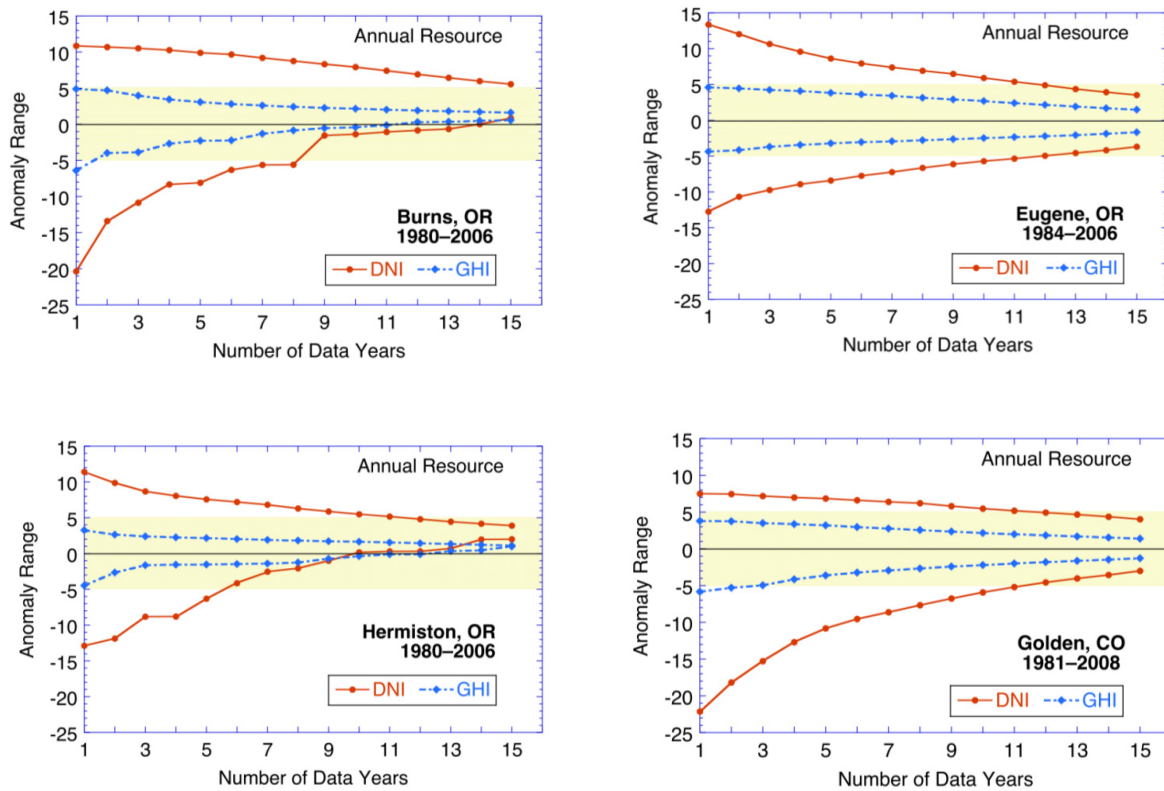 15
10
5
0
-5
-10
-15
-20
-25
Anomaly Range
Annual Resource
Burns, OR
1980–2006
DNI GHI
1 3 5 7 9 11 13 15
Number of Data Years
15
10
5
0
-5
-10
-15
-20
-25
Anomaly Range
Annual Resource
Eugene, OR
1984–2006
DNI GHI
1 3 5 7 9 11 13 15
Number of Data Years
15
10
5
0
-5
-10
-15
-20
-25
Anomaly Range
Annual Resource
Hermiston, OR
1980–2006
DNI GHI
1 3 5 7 9 11 13 15
Number of Data Years
15
10
5
0
-5
-10
-15
-20
-25
Anomaly Range
Annual Resource
Golden, CO
1981–2008
DNI GHI
1 3 5 7 9 11 13 15
Number of Data Years